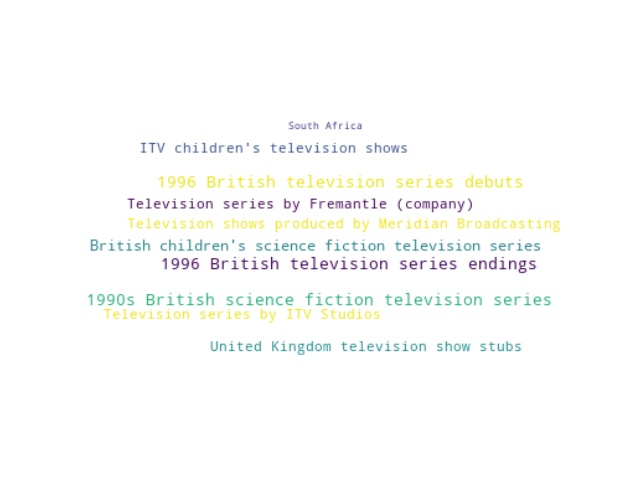 South Africa
ITV children's television shows
1996 British television series debuts
Television series by Fremantle (company)
Television shows produced by Meridian Broadcasting
British children's science fiction television series
1996 British television series endings
1990s British science fiction television series
Television series by ITV Studios
United Kingdom television show stubs